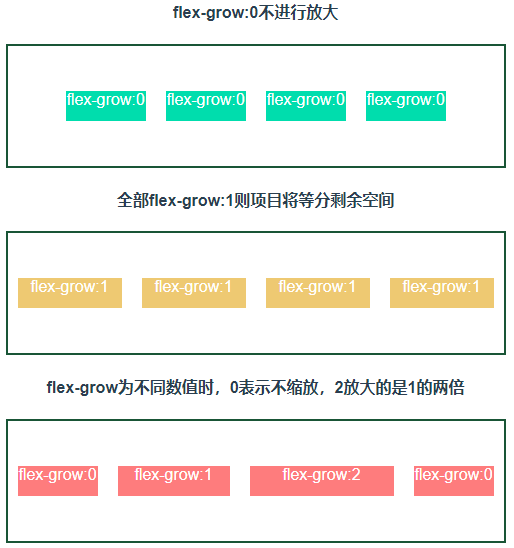 flex-grow:0不进行放大
flex-grow:0 flex-grow:0 flex-grow:0 flex-grow:0
全部flex-grow:1则项目将等分剩余空间
flex-grow:1 flex-grow:1 flex-grow:1 flex-grow:1
flex-grow为不同数值时，0表示不缩放，2放大的是1的两倍
flex-grow:0 flex-grow:1 flex-grow:2 flex-grow:0